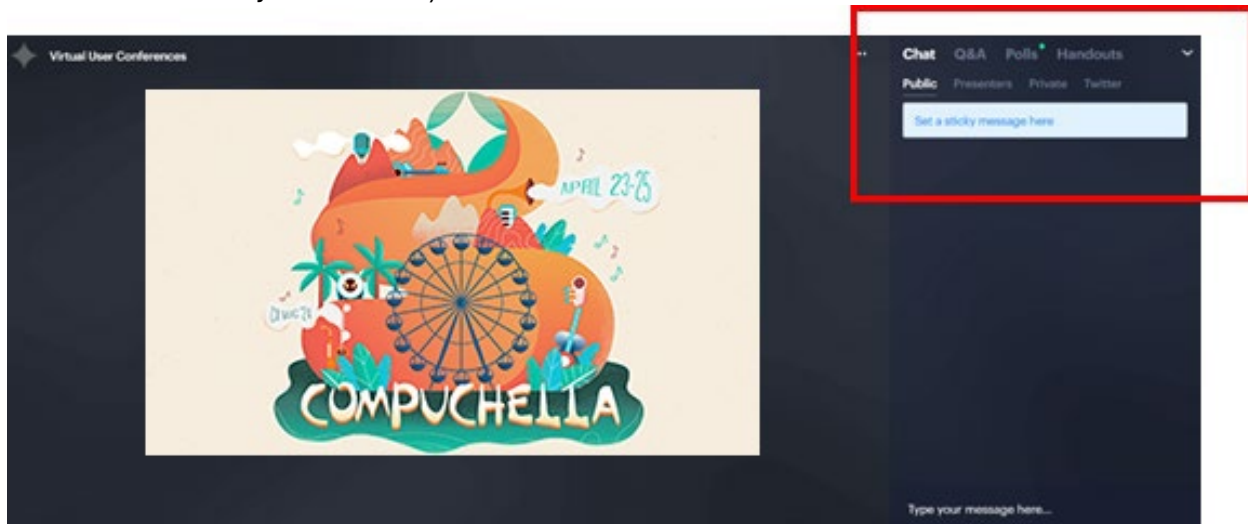 Virtual User Conferences
Chat Q&A Polls Handouts
Public Presenters Private Twitter
Set a sticky message here
APRIL 23-25
COMPUCHELLA
Type your message here...